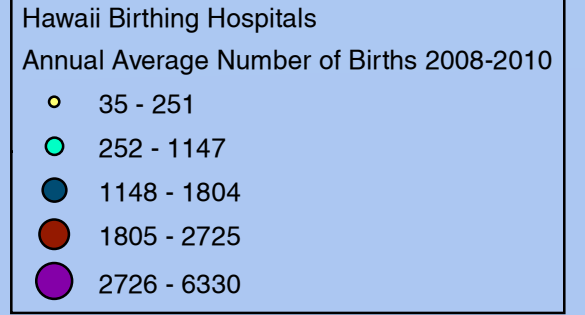 Hawaii Birthing Hospitals
Annual Average Number of Births 2008-2010
35 - 251
252 - 1147
1148 - 1804
1805 - 2725
2726 - 6330